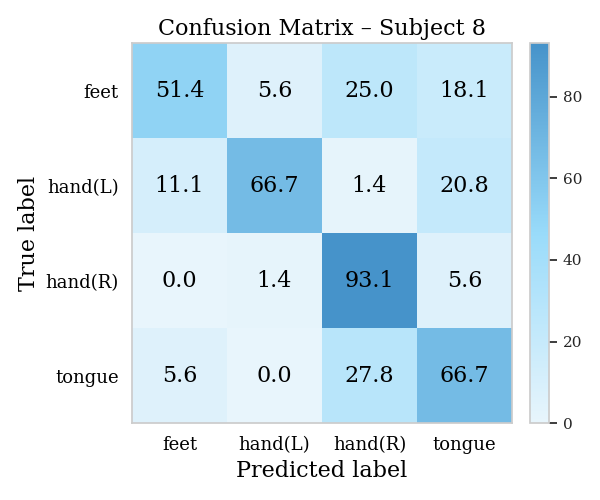 Confusion Matrix – Subject 8
feet 51.4 5.6 25.0 18.1
hand(L) 11.1 66.7 1.4 20.8
hand(R) 0.0 1.4 93.1 5.6
tongue 5.6 0.0 27.8 66.7
feet hand(L) hand(R) tongue
Predicted label
True label
80
60
40
20
0